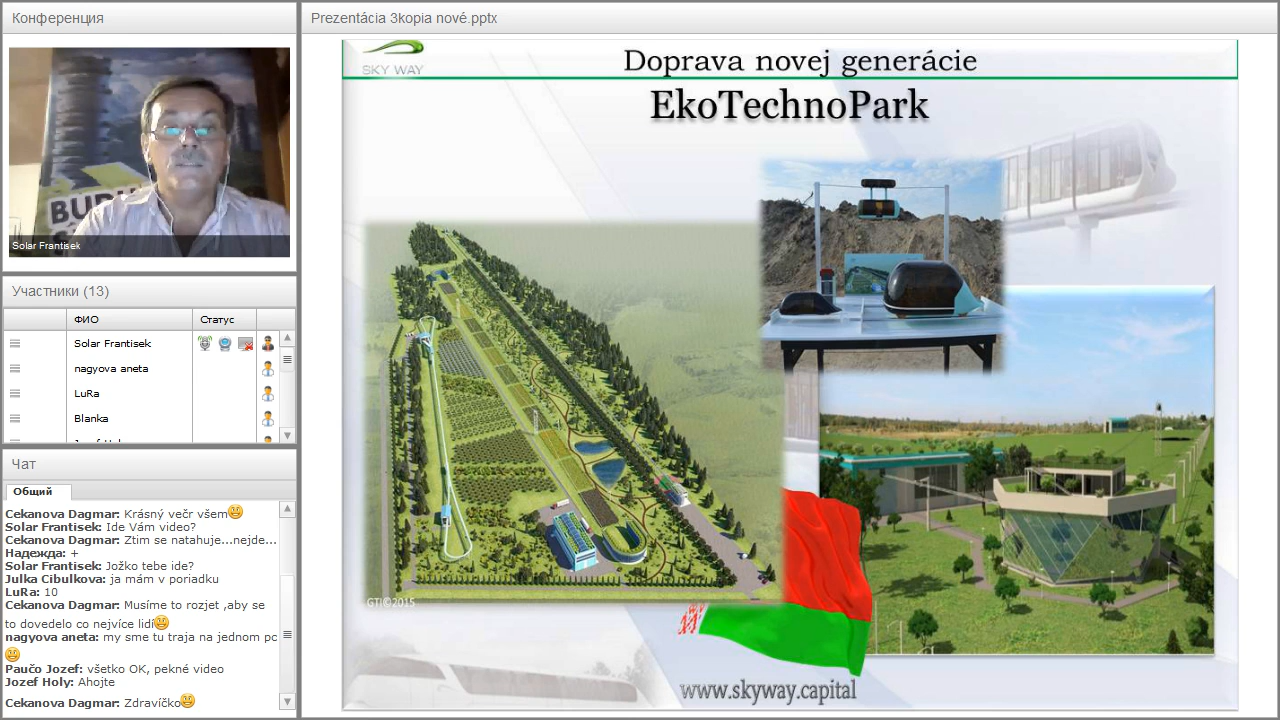 Конференция
BURN
Solar Frantisek
Участники (13)
ФИО Статус
Solar Frantisek
nagyova aneta
LuRa
Blanka
Чат
Общий
Cekanova Dagmar: Krásný večr všem
Solar Frantisek: Ide Vám video?
Cekanova Dagmar: Ztim se natahuje...nejde...
Надежда: +
Solar Frantisek: Jožko tebe ide?
Julka Cibulkova: ja mám v poriadku
LuRa: 10
Cekanova Dagmar: Musíme to rozjet ,aby se
to dovedelo co nejvíce lidí
nagyova aneta: my sme tu traja na jednom pc
Paučo Jozef: všetko OK, pekné video
Jozef Holy: Ahojte
Cekanova Dagmar: Zdravíčko
Prezentácia 3kopia nové.pptx
SKY WAY
Doprava novej generácie
EkoTechnoPark
GTI©2015
www.skyway.capital